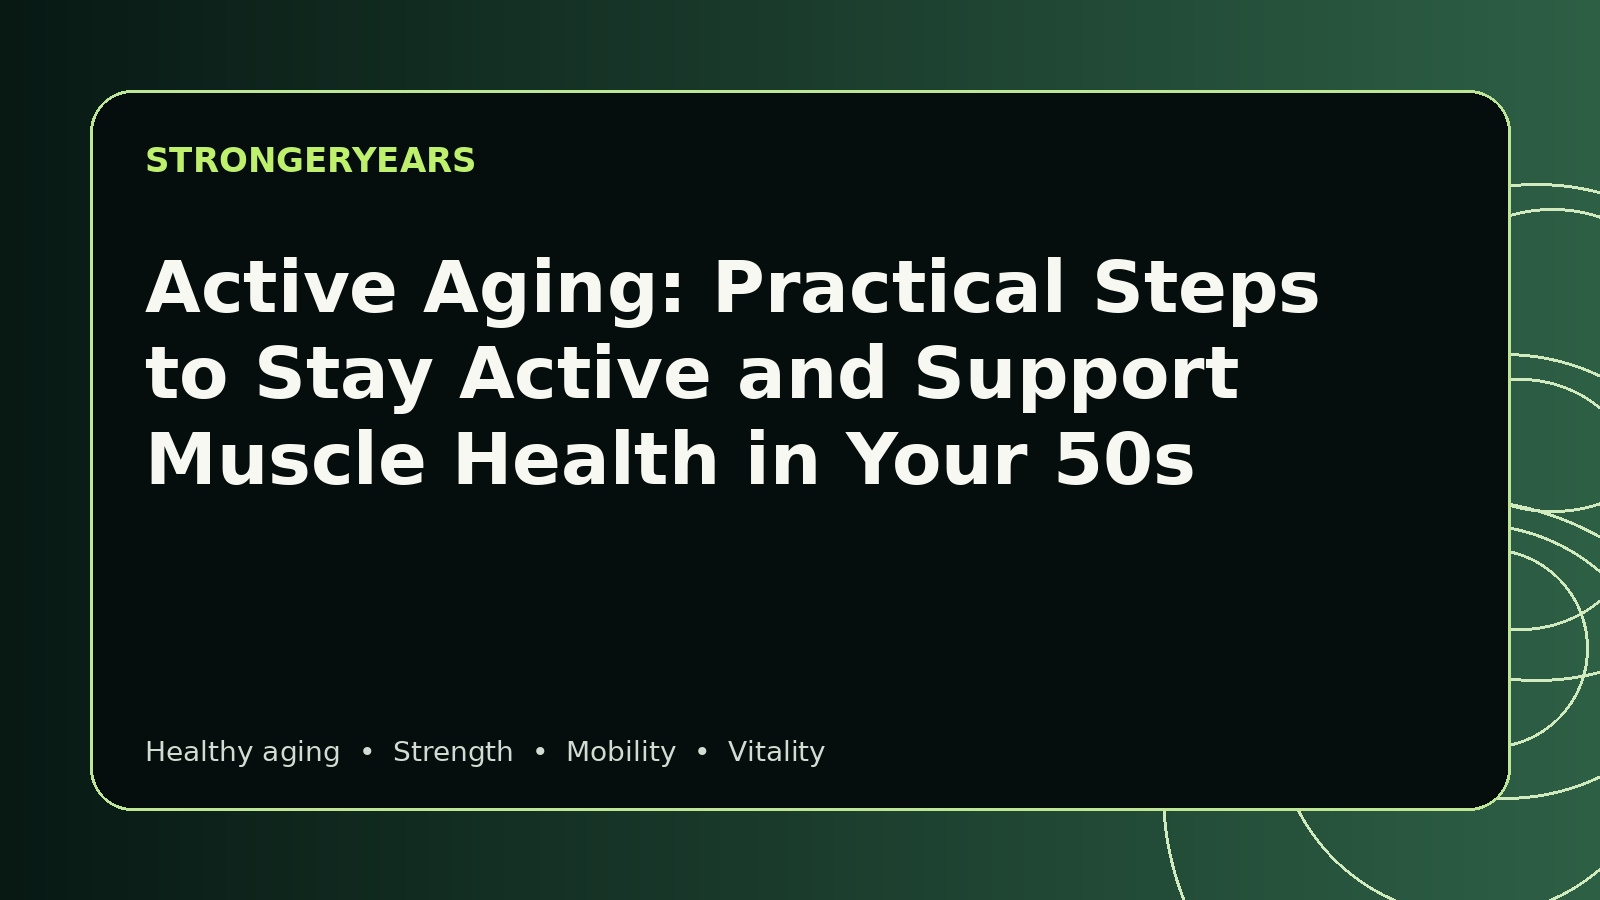 STRONGERYEARS
Active Aging: Practical Steps
to Stay Active and Support
Muscle Health in Your 50s
Healthy aging • Strength • Mobility • Vitality